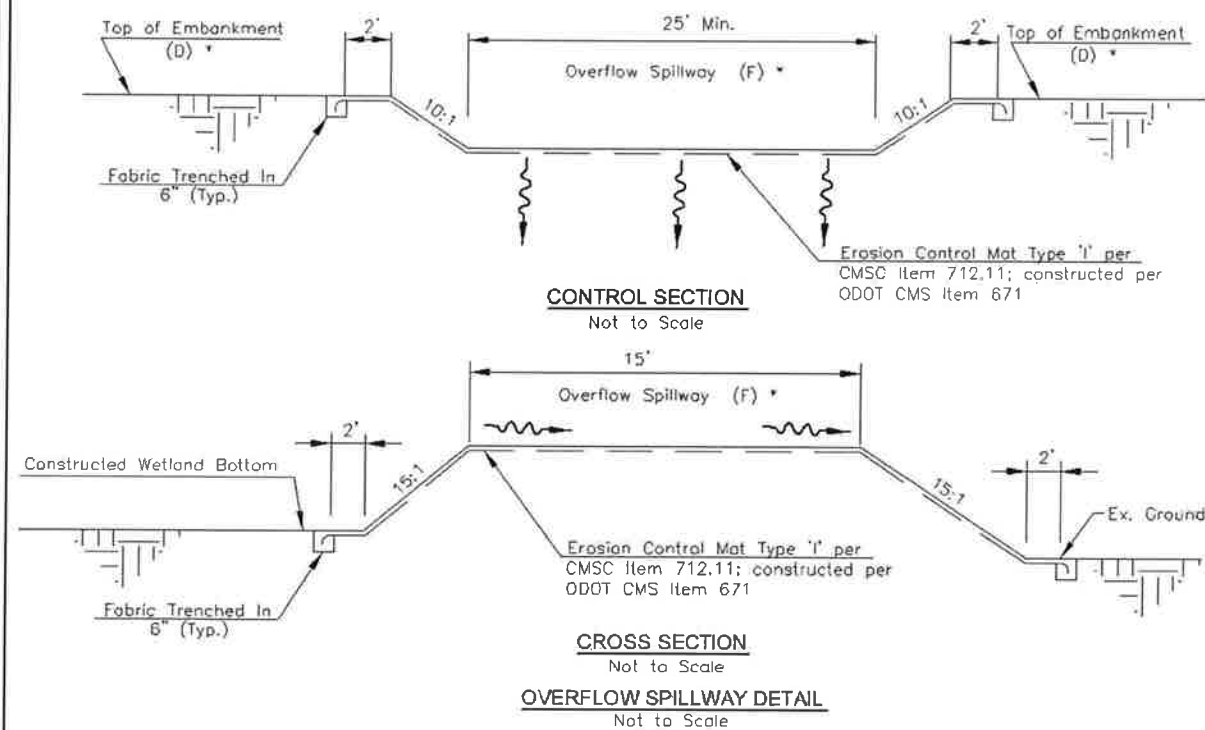 Top of Embankment
(D) *
2'
25' Min.
Overflow Spillway (F) *
2'
Top of Embankment
(D) *
10:1
10:1
Fabric Trenched In
6" (Typ.)
Erosion Control Mat Type 'I' per
CMSC Item 712.11; constructed per
ODOT CMS Item 671
CONTROL SECTION
Not to Scale
15'
Overflow Spillway (F) *
2'
2'
Constructed Wetland Bottom
15:1
15:1
Ex. Ground
Erosion Control Mat Type 'I' per
CMSC Item 712.11; constructed per
ODOT CMS Item 671
Fabric Trenched In
6" (Typ.)
CROSS SECTION
Not to Scale
OVERFLOW SPILLWAY DETAIL
Not to Scale